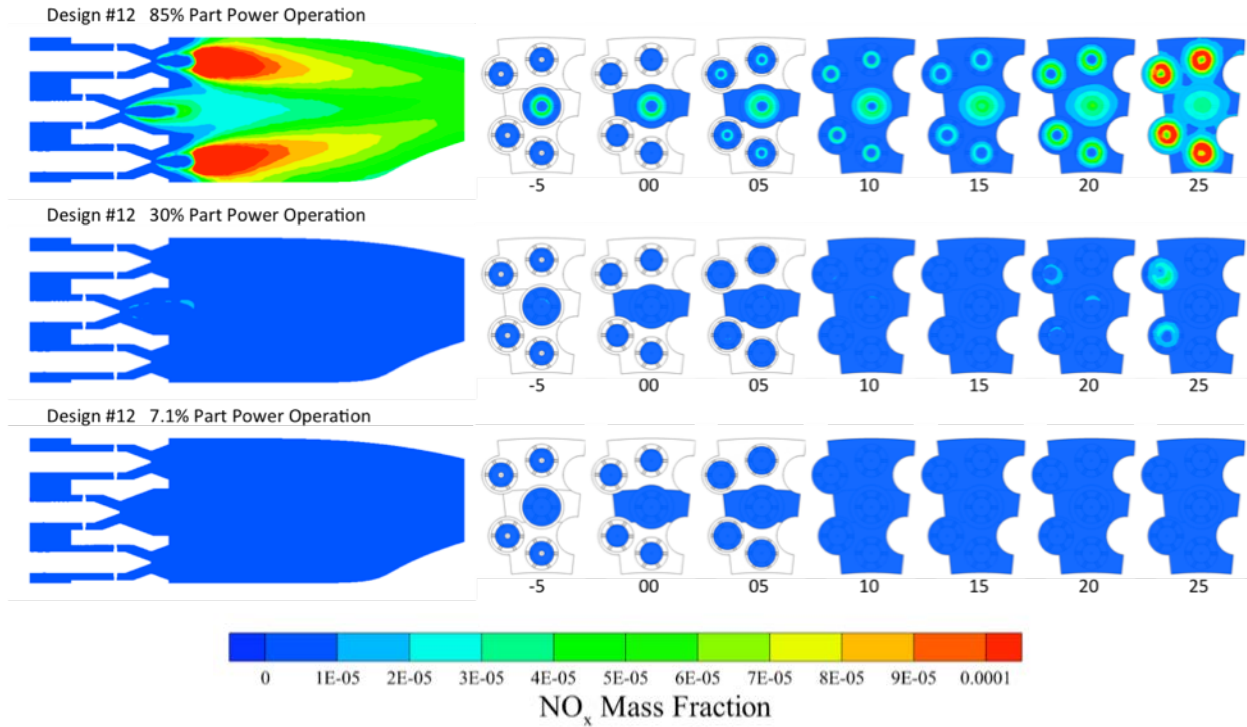 Design #12 85% Part Power Operation
-5 00 05 10 15 20 25
Design #12 30% Part Power Operation
-5 00 05 10 15 20 25
Design #12 7.1% Part Power Operation
-5 00 05 10 15 20 25
0 1E-05 2E-05 3E-05 4E-05 5E-05 6E-05 7E-05 8E-05 9E-05 0.0001
NOx Mass Fraction